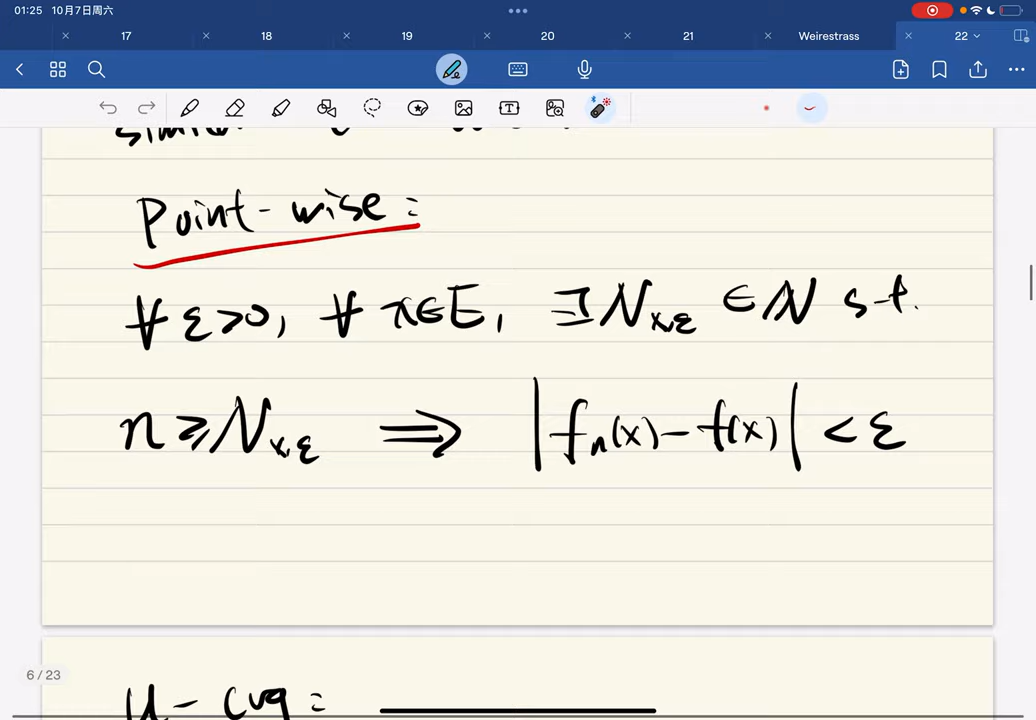 01:25 10月7日周六
17 18 19 20 21 Weirestrass 22
Point-wise:
∀ ε>0, ∀ x∈E, ∃ N_{x,ε} ∈ ℕ s.t.
n ⩾ N_{x,ε} ⟹ |f_n(x) − f(x)| < ε
6 / 23
U - cvg: